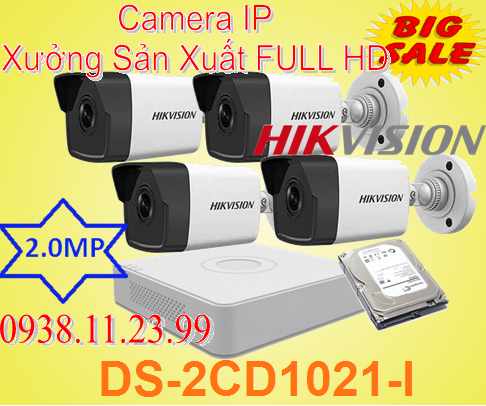 Camera IP
Xưởng Sản Xuất FULL HD
BIG
SALE
HIKVISION
HIKVISION
HIKVISION
HIKVISION
HIKVISION
2.0MP
0938.11.23.99
DS-2CD1021-I